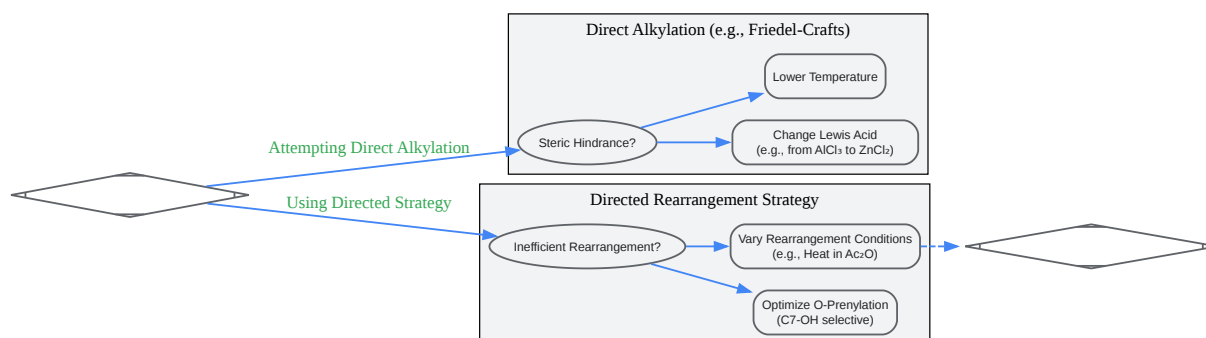 Direct Alkylation (e.g., Friedel-Crafts)
Lower Temperature
Attempting Direct Alkylation
Steric Hindrance?
Change Lewis Acid
(e.g., from AlCl₃ to ZnCl₂)
Using Directed Strategy
Directed Rearrangement Strategy
Inefficient Rearrangement?
Vary Rearrangement Conditions
(e.g., Heat in Ac₂O)
Optimize O-Prenylation
(C7-OH selective)